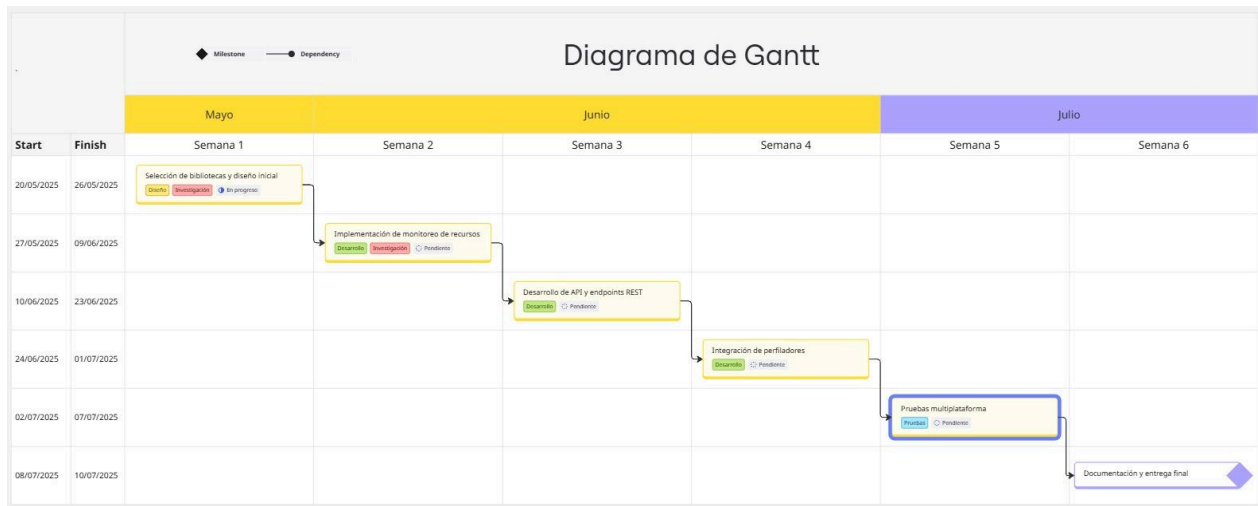 Milestone
Dependency
Diagrama de Gantt
Mayo
Junio
Julio
Start
Finish
Semana 1
Semana 2
Semana 3
Semana 4
Semana 5
Semana 6
20/05/2025
26/05/2025
Selección de bibliotecas y diseño inicial
Diseño
Investigación
En progreso
27/05/2025
09/06/2025
Implementación de monitoreo de recursos
Desarrollo
Investigación
Pendiente
10/06/2025
23/06/2025
Desarrollo de API y endpoints REST
Desarrollo
Pendiente
24/06/2025
01/07/2025
Integración de perfiladores
Desarrollo
Pendiente
02/07/2025
07/07/2025
Pruebas multiplataforma
Pruebas
Pendiente
08/07/2025
10/07/2025
Documentación y entrega final